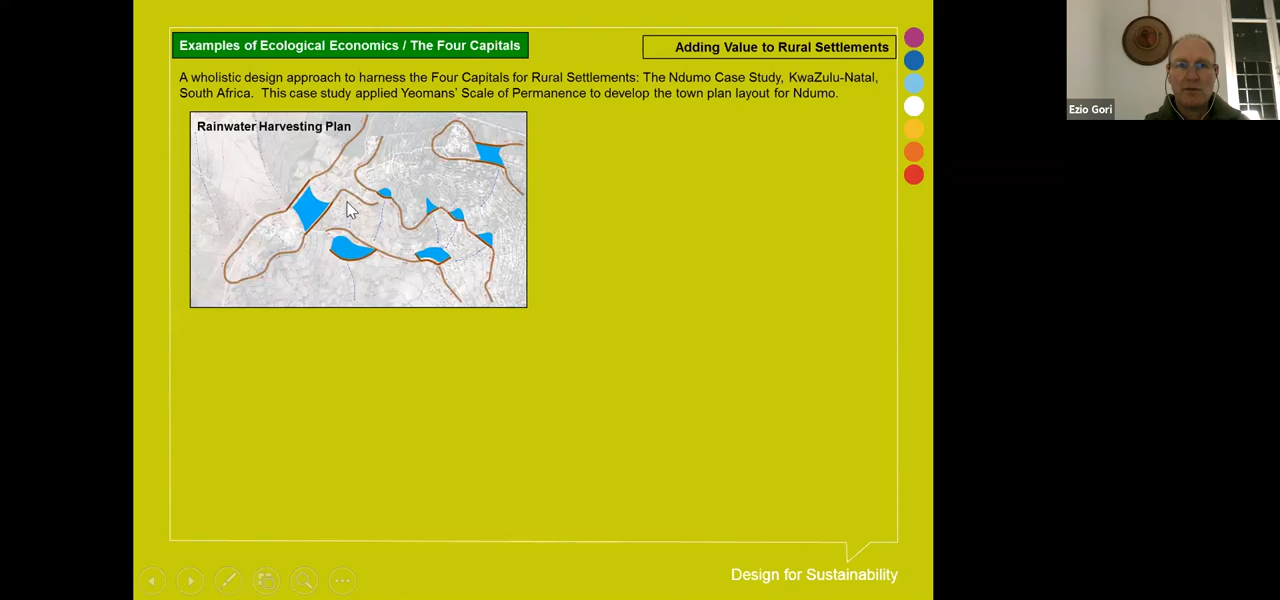 Examples of Ecological Economics / The Four Capitals
Adding Value to Rural Settlements
A wholistic design approach to harness the Four Capitals for Rural Settlements: The Ndumo Case Study, KwaZulu-Natal,
South Africa. This case study applied Yeomans' Scale of Permanence to develop the town plan layout for Ndumo.
Rainwater Harvesting Plan
Design for Sustainability
Ezio Gori